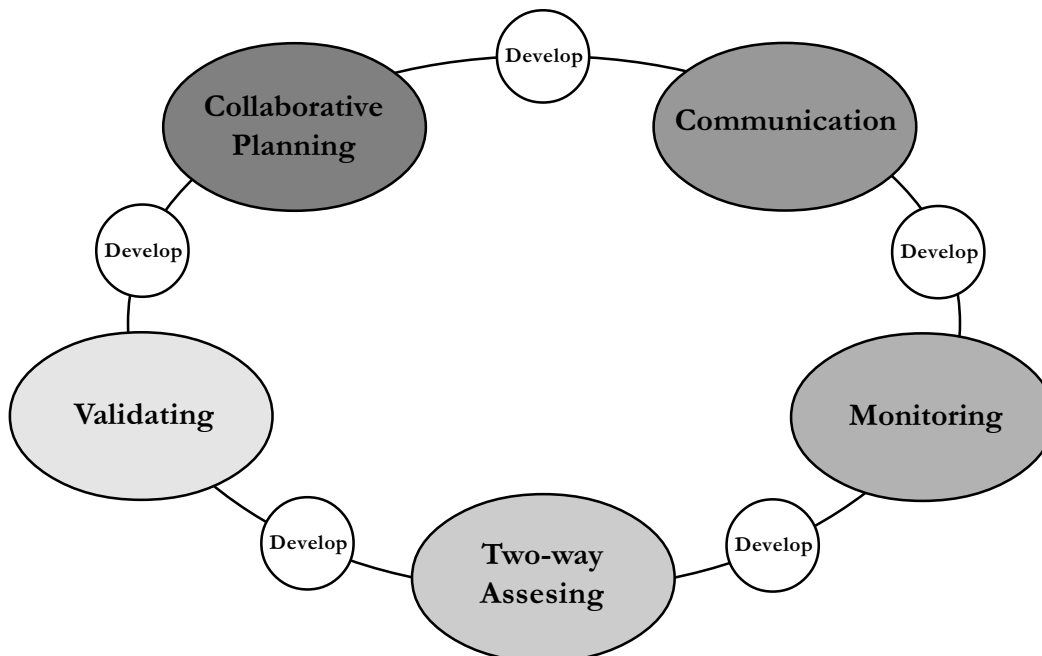 Develop
Collaborative
Planning
Communication
Develop
Develop
Validating
Monitoring
Develop
Two-way
Assesing
Develop